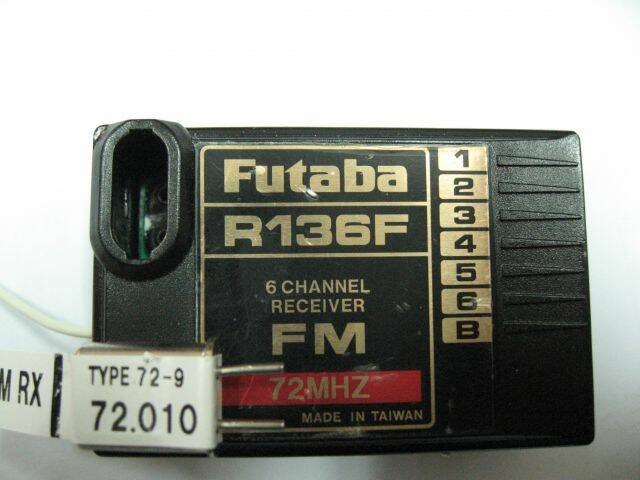 Futaba
R136F
6 CHANNEL
RECEIVER
FM
72MHZ
MADE IN TAIWAN
1
2
3
4
5
6
B
M RX
TYPE 72-9
72.010